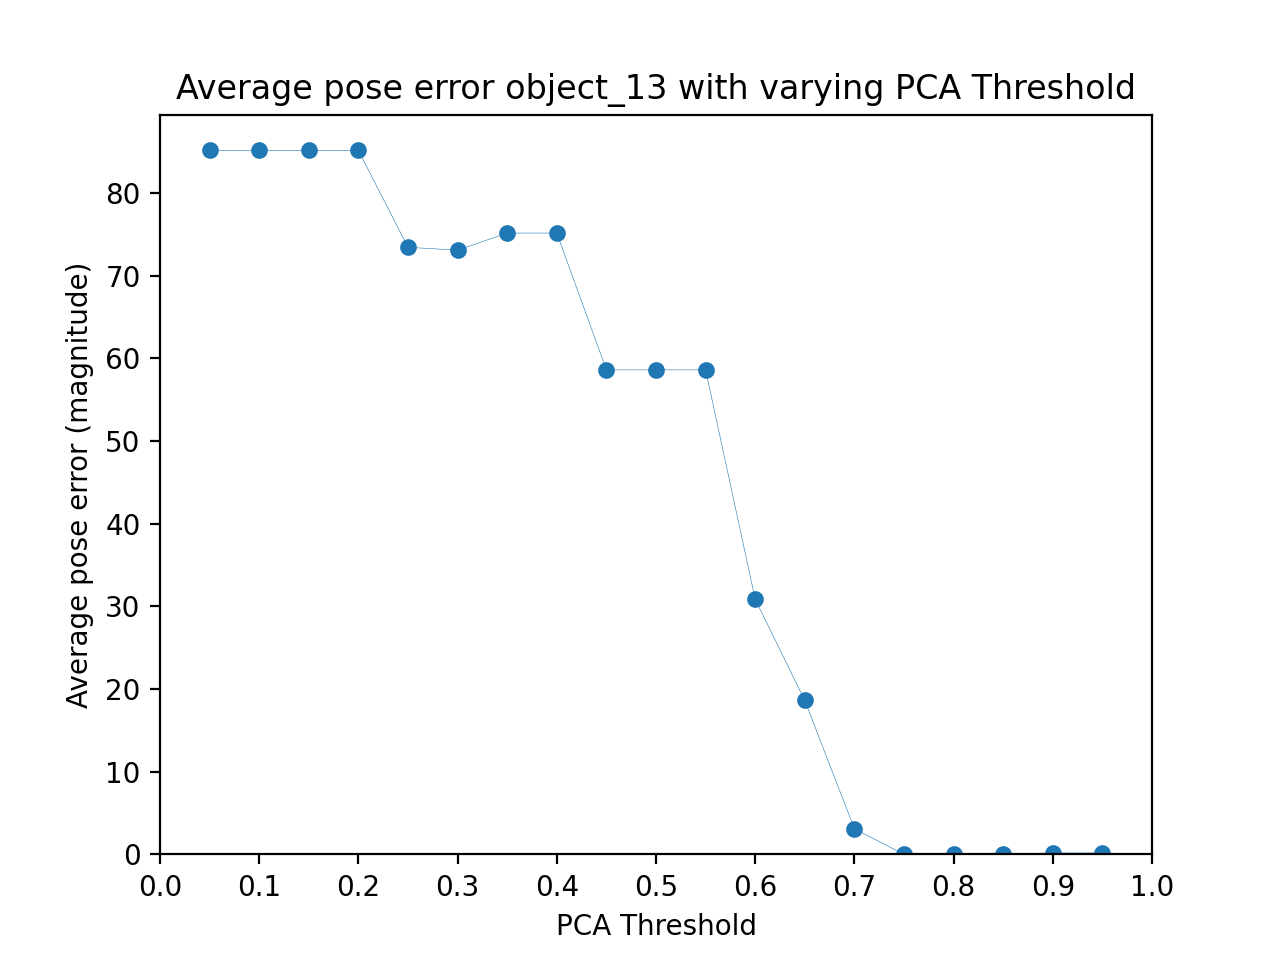 Average pose error object_13 with varying PCA Threshold
Average pose error (magnitude)
80
70
60
50
40
30
20
10
0
0.0 0.1 0.2 0.3 0.4 0.5 0.6 0.7 0.8 0.9 1.0
PCA Threshold